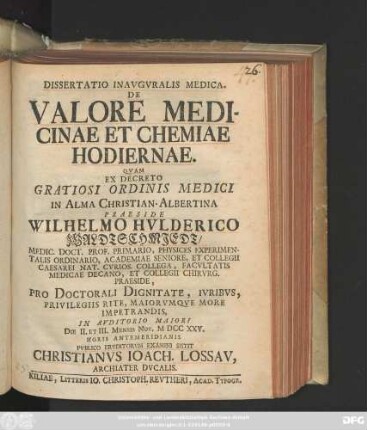 26.
DISSERTATIO INAVGVRALIS MEDICA.
DE
VALORE MEDI-
CINAE ET CHEMIAE
HODIERNAE.
QVAM
EX DECRETO
GRATIOSI ORDINIS MEDICI
IN ALMA CHRISTIAN-ALBERTINA
PRAESIDE
WILHELMO HVLDERICO
WALDTSCHMJEDT/
MEDIC. DOCT. PROF. PRIMARIO, PHYSICES EXPERIMEN-
TALIS ORDINARIO, ACADEMIAE SENIORE, ET COLLEGII
CAESAREI NAT. CVRIOS. COLLEGA, FACVLTATIS
MEDICAE DECANO, ET COLLEGII CHIRVRG.
PRAESIDE,
PRO DOCTORALI DIGNITATE, IVRIBVS,
PRIVILEGIIS RITE, MAIORVMQVE MORE
IMPETRANDIS,
IN AVDITORIO MAIORI
DIE II. ET III. MENSIS NOV. M DCC XXV.
HORIS ANTEMERIDIANIS
PVBLICO ERVDITORVM EXAMINI SISTIT
CHRISTIANVS IOACH. LOSSAV,
ARCHIATER DVCALIS.
KILIAE, LITTERIS IO. CHRISTOPH. REVTHERI, ACAD. TYPOGR.